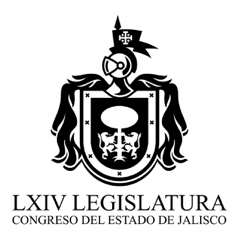 LXIV LEGISLATURA
CONGRESO DEL ESTADO DE JALISCO